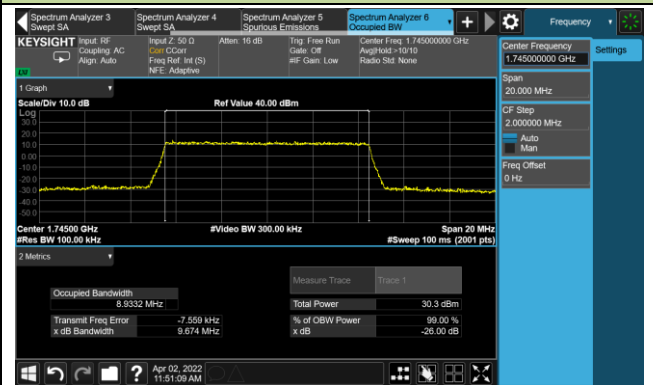 Spectrum Analyzer 3 Swept SA
Spectrum Analyzer 4 Swept SA
Spectrum Analyzer 5 Spurious Emissions
Spectrum Analyzer 6 Occupied BW
Frequency
KEYSIGHT
Input: RF
Coupling: AC
Align: Auto
Input Z: 50 Ω
Corr CCorr
Freq Ref: Int (S)
NFE: Adaptive
Atten: 16 dB
Trig: Free Run
Gate: Off
#IF Gain: Low
Center Freq: 1.745000000 GHz
Avg|Hold:>10/10
Radio Std: None
Center Frequency
1.745000000 GHz
Settings
Span
20.000 MHz
CF Step
2.000000 MHz
Auto
Man
Freq Offset
0 Hz
1 Graph
Scale/Div 10.0 dB
Ref Value 40.00 dBm
Log
30.0
20.0
10.0
0.00
-10.0
-20.0
-30.0
-40.0
-50.0
Center 1.74500 GHz
#Video BW 300.00 kHz
Span 20 MHz
#Res BW 100.00 kHz
#Sweep 100 ms (2001 pts)
2 Metrics
Measure Trace
Trace 1
Occupied Bandwidth
8.9332 MHz
Total Power
30.3 dBm
Transmit Freq Error
-7.559 kHz
% of OBW Power
99.00 %
x dB Bandwidth
9.674 MHz
x dB
-26.00 dB
Apr 02, 2022
11:51:09 AM